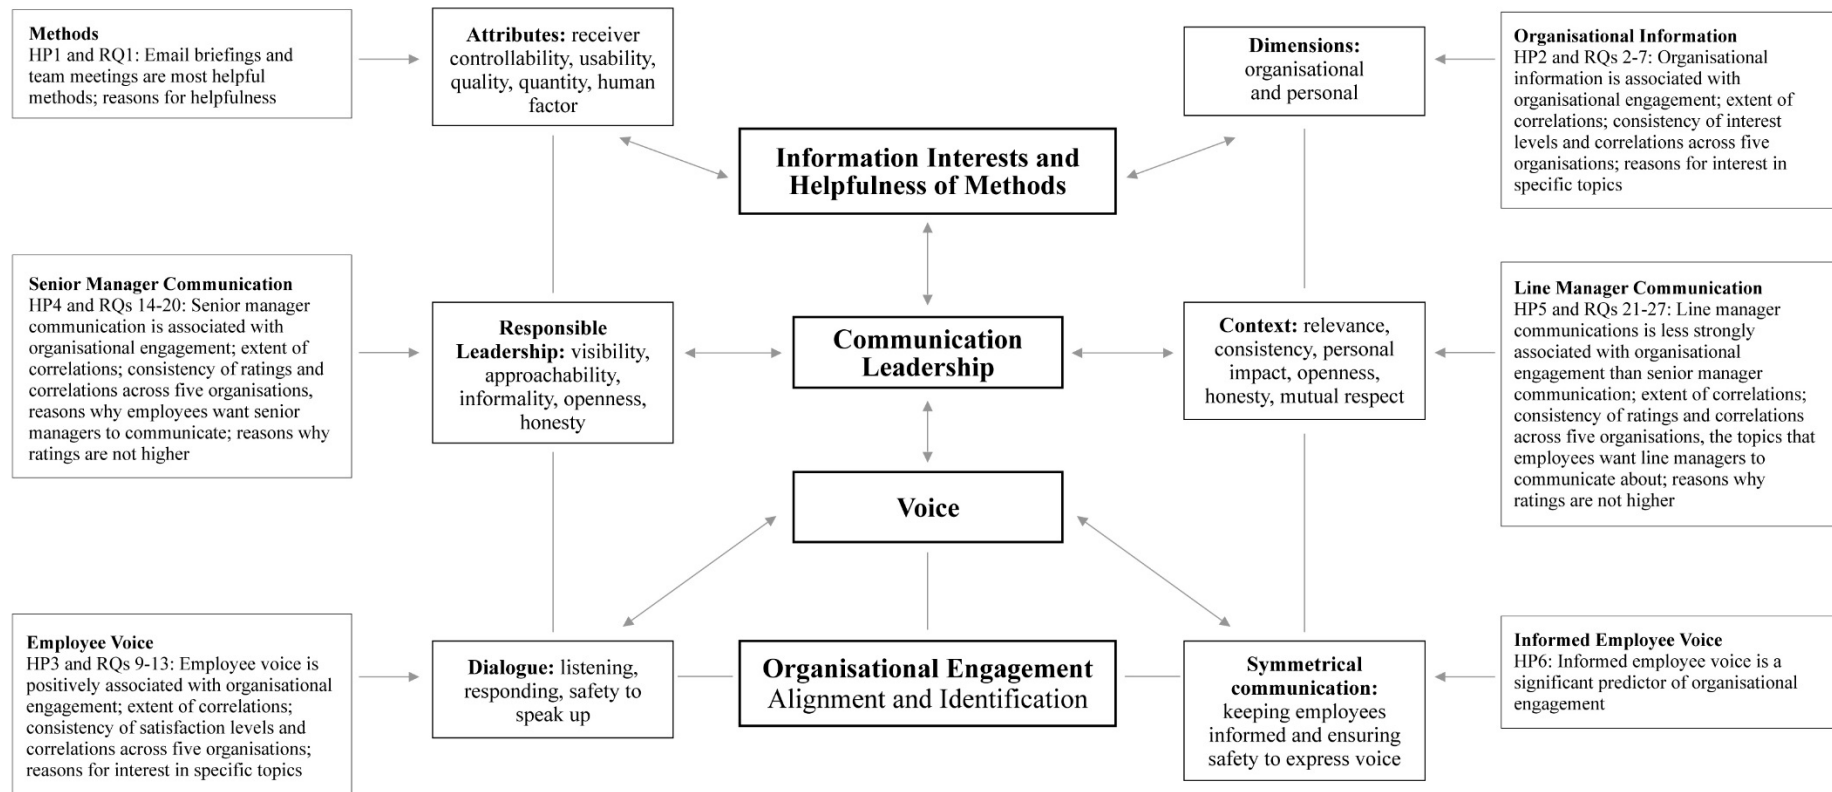 Methods
HP1 and RQ1: Email briefings and
team meetings are most helpful
methods; reasons for helpfulness
Attributes: receiver
controllability, usability,
quality, quantity, human
factor
Dimensions:
organisational
and personal
Organisational Information
HP2 and RQs 2-7: Organisational
information is associated with
organisational engagement; extent of
correlations; consistency of interest
levels and correlations across five
organisations; reasons for interest in
specific topics
Information Interests and
Helpfulness of Methods
Senior Manager Communication
HP4 and RQs 14-20: Senior manager
communication is associated with
organisational engagement; extent of
correlations; consistency of ratings and
correlations across five organisations,
reasons why employees want senior
managers to communicate; reasons why
ratings are not higher
Responsible
Leadership: visibility,
approachability,
informality, openness,
honesty
Communication
Leadership
Context: relevance,
consistency, personal
impact, openness,
honesty, mutual respect
Line Manager Communication
HP5 and RQs 21-27: Line manager
communications is less strongly
associated with organisational
engagement than senior manager
communication; extent of correlations;
consistency of ratings and correlations
across five organisations, the topics that
employees want line managers to
communicate about; reasons why
ratings are not higher
Voice
Employee Voice
HP3 and RQs 9-13: Employee voice is
positively associated with organisational
engagement; extent of correlations;
consistency of satisfaction levels and
correlations across five organisations;
reasons for interest in specific topics
Dialogue: listening,
responding, safety to
speak up
Organisational Engagement
Alignment and Identification
Symmetrical
communication:
keeping employees
informed and ensuring
safety to express voice
Informed Employee Voice
HP6: Informed employee voice is a
significant predictor of organisational
engagement